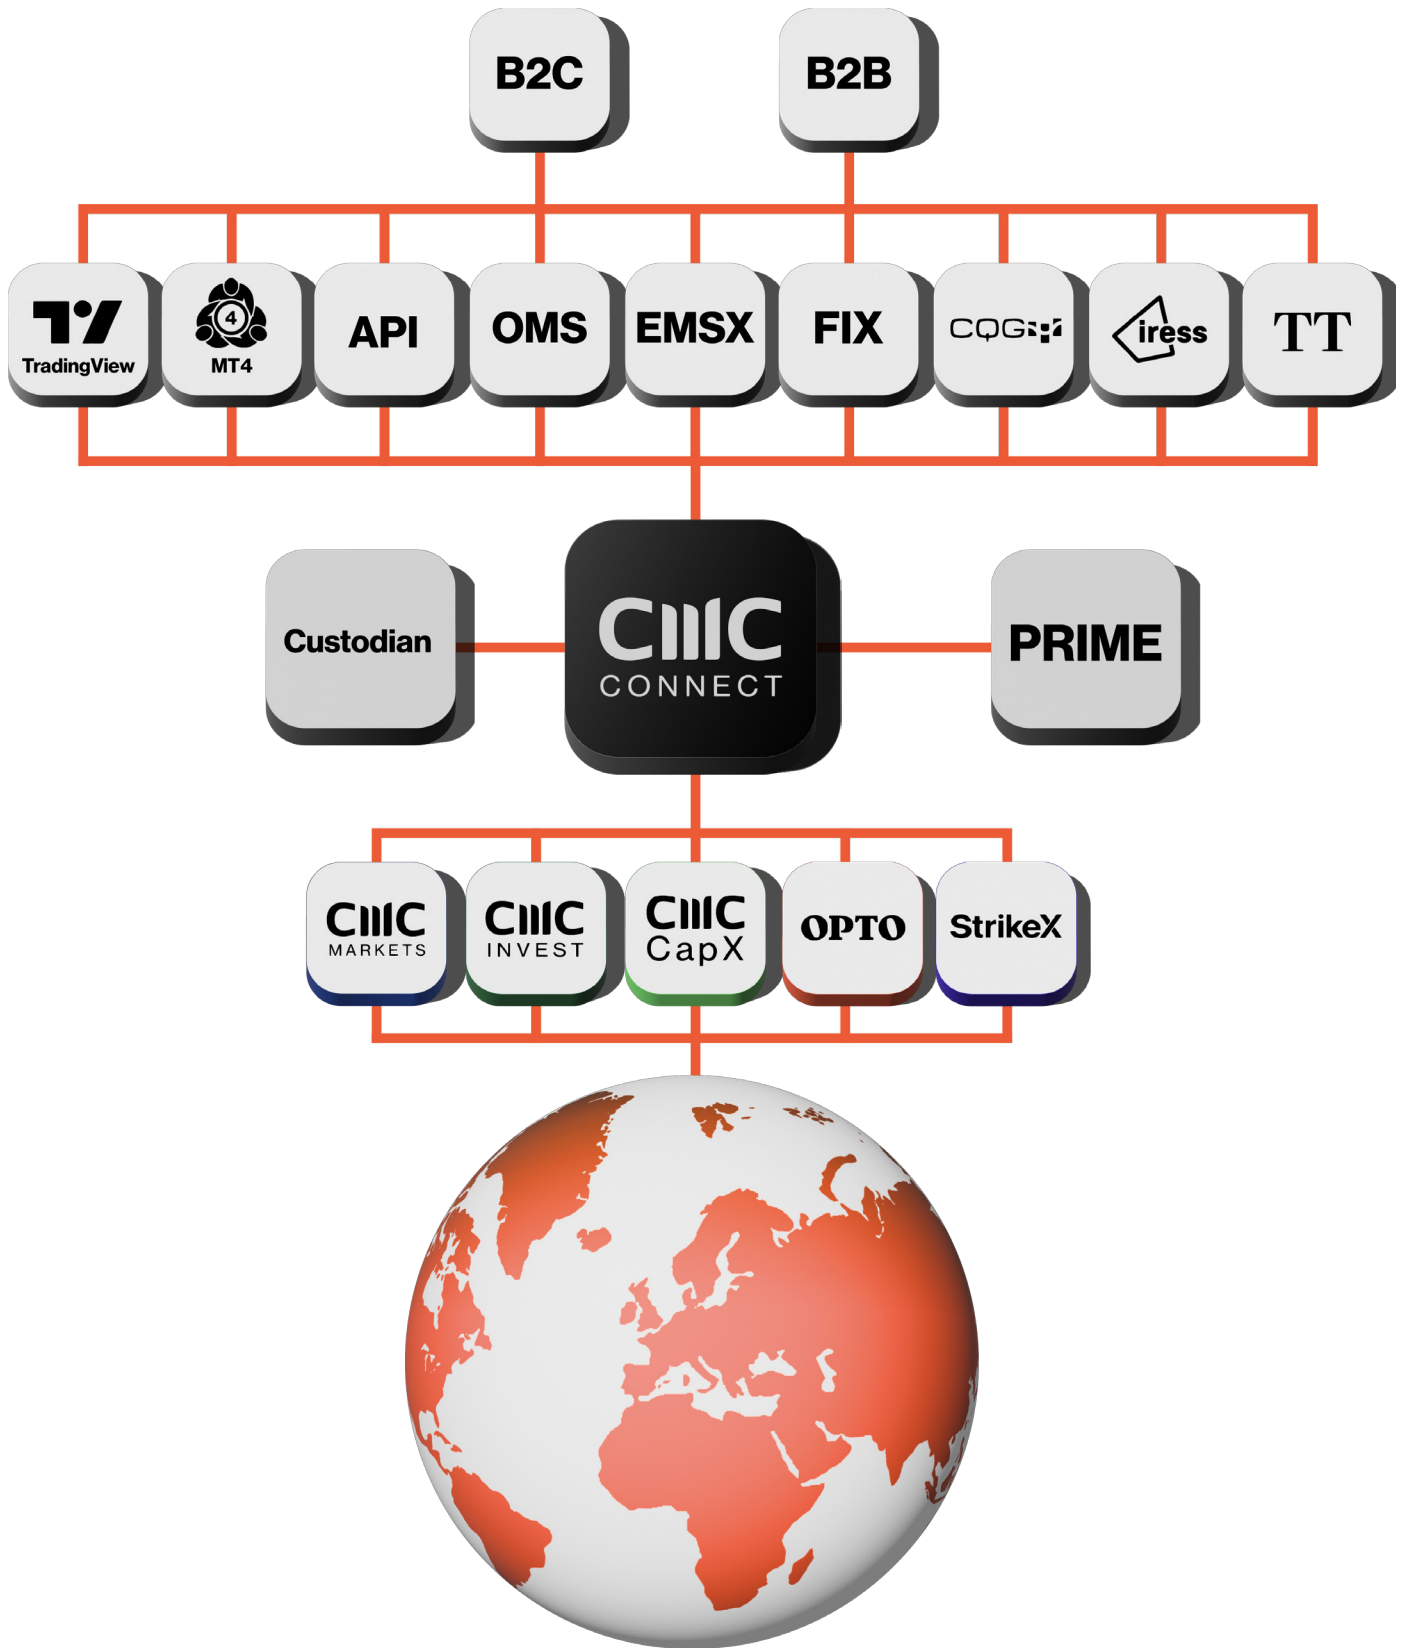 B2C
B2B
TradingView
4
MT4
API
OMS
EMSX
FIX
CQG
iress
TT
Custodian
CMC
CONNECT
PRIME
CMC
MARKETS
CMC
INVEST
CMC
CapX
OPTO
StrikeX